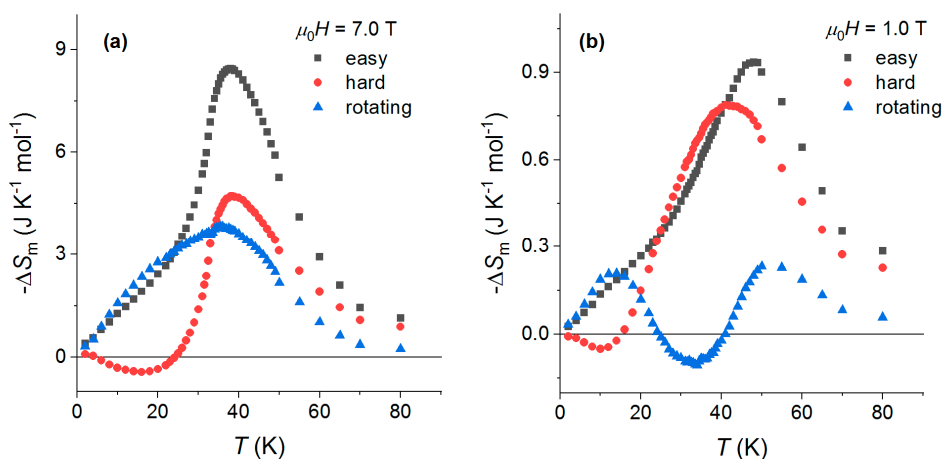 (a)
μ₀H = 7.0 T
easy
hard
rotating
-ΔSm (J K⁻¹ mol⁻¹)
9
6
3
0
0 20 40 60 80
T (K)
(b)
μ₀H = 1.0 T
easy
hard
rotating
-ΔSm (J K⁻¹ mol⁻¹)
0.9
0.6
0.3
0.0
0 20 40 60 80
T (K)